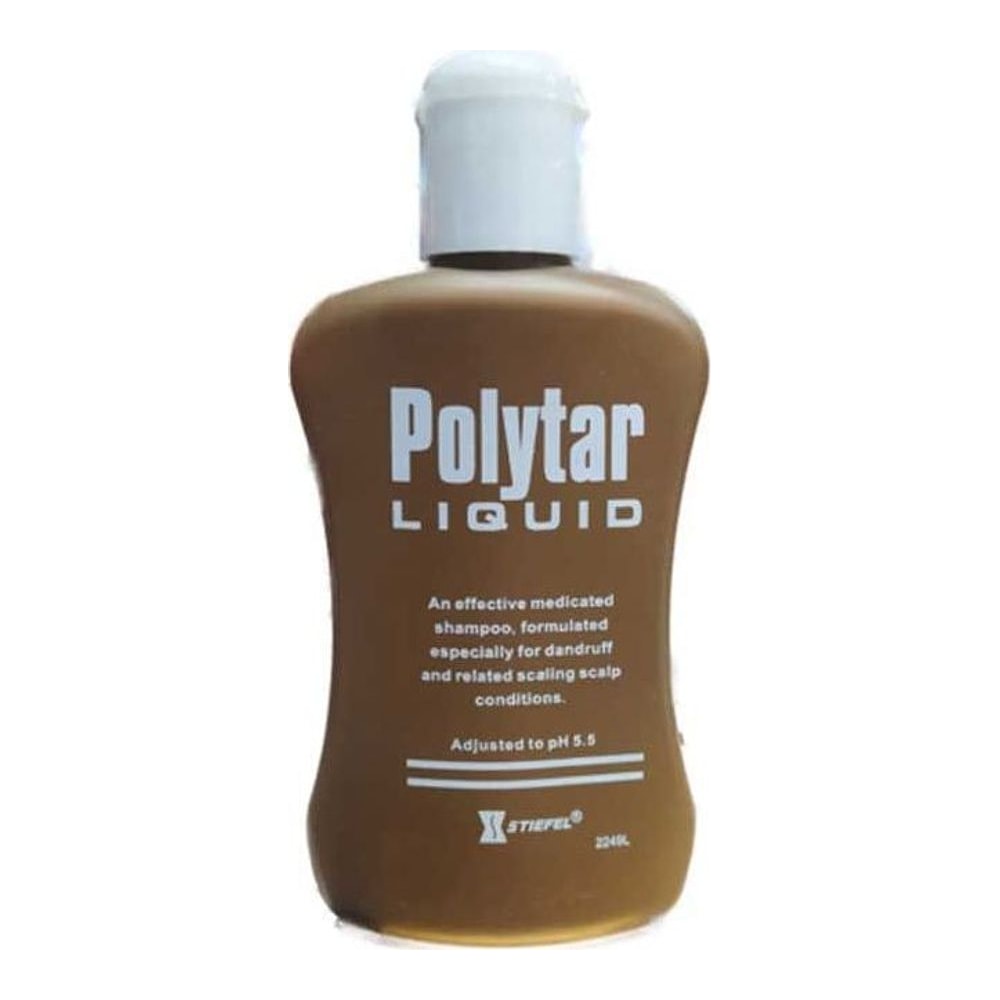 Polytar
LIQUID
An effective medicated
shampoo, formulated
especially for dandruff
and related scaling scalp
conditions.
Adjusted to pH 5.5
STIEFEL®
2249L